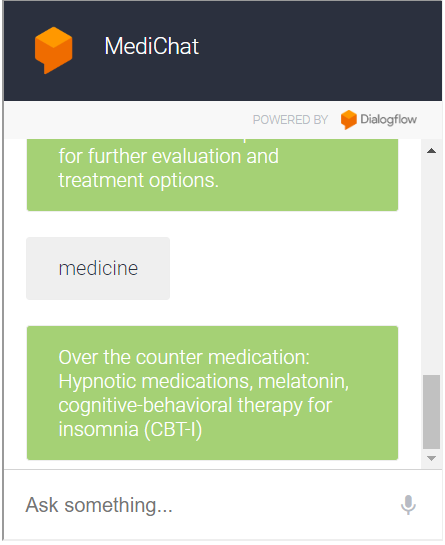 MediChat
POWERED BY Dialogflow
for further evaluation and
treatment options.
medicine
Over the counter medication:
Hypnotic medications, melatonin,
cognitive-behavioral therapy for
insomnia (CBT-I)
Ask something...